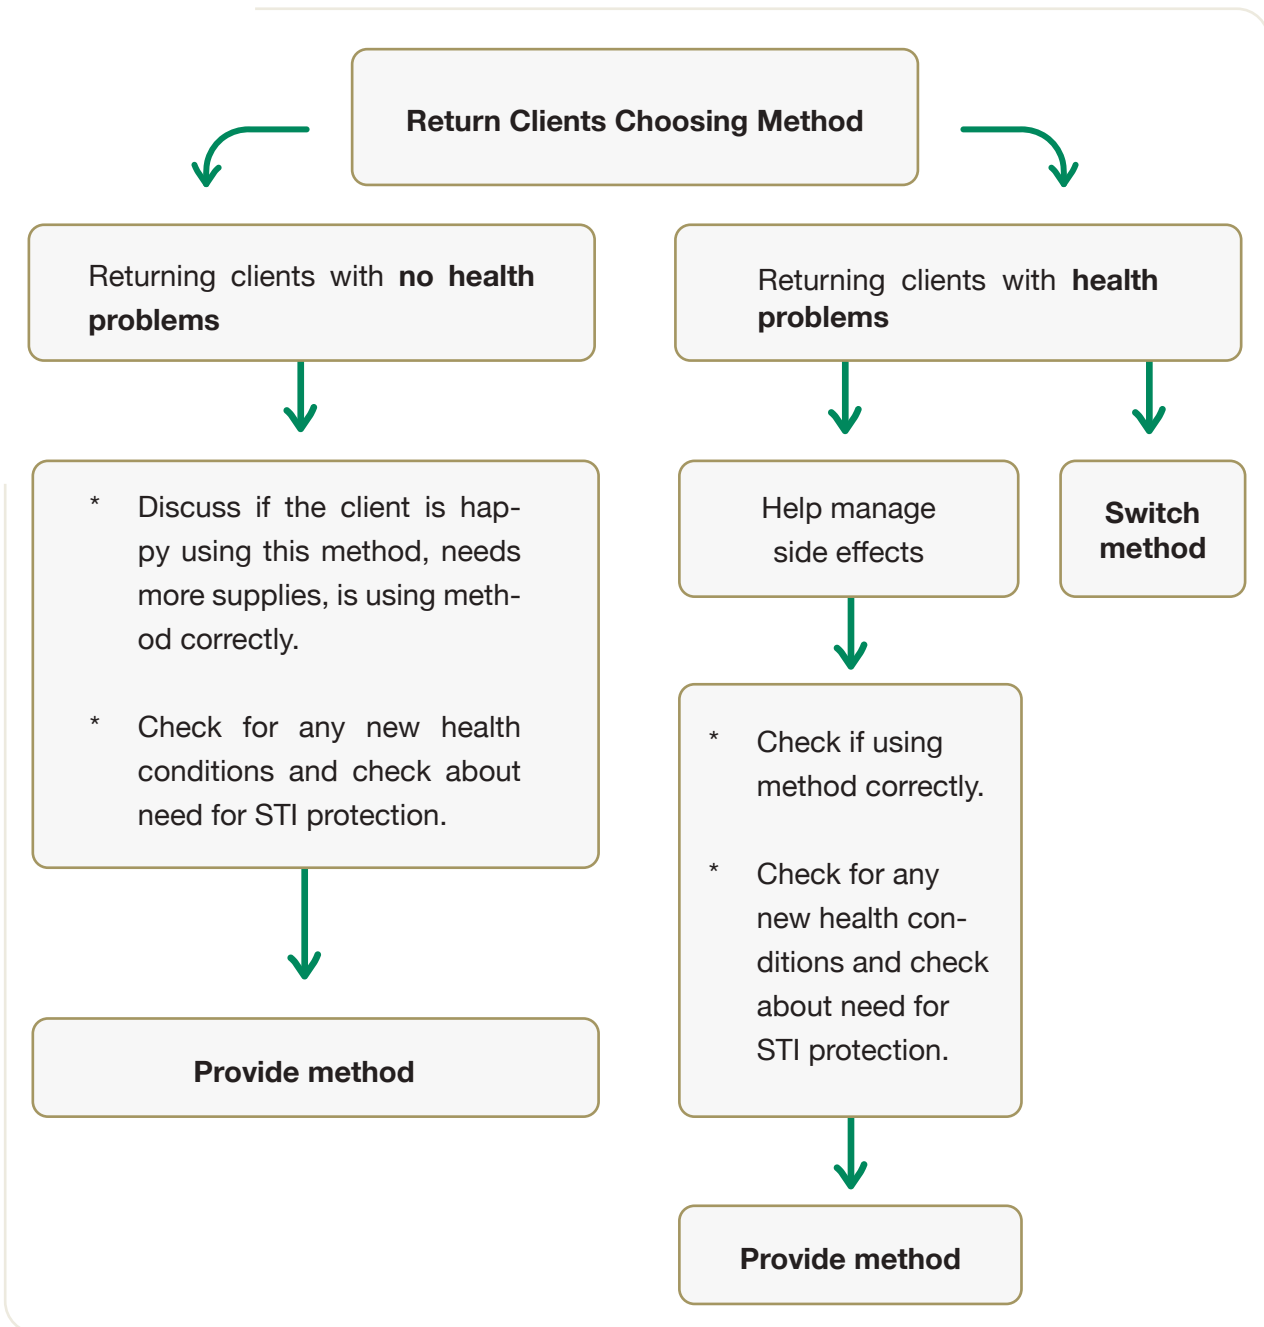 Return Clients Choosing Method
Returning clients with no health
problems
Returning clients with health
problems
* Discuss if the client is hap-
py using this method, needs
more supplies, is using meth-
od correctly.
* Check for any new health
conditions and check about
need for STI protection.
Provide method
Help manage
side effects
Switch
method
* Check if using
method correctly.
* Check for any
new health con-
ditions and check
about need for
STI protection.
Provide method